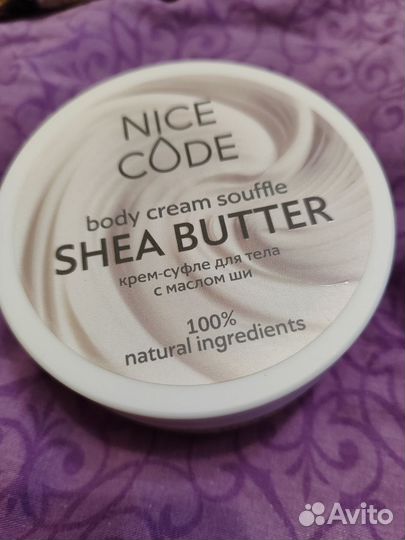 NICE
CODE
body cream souffle
SHEA BUTTER
крем-суфле для тела
с маслом ши
100%
natural ingredients
Avito